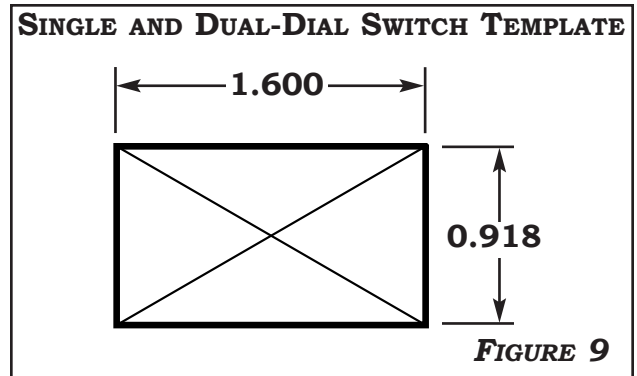 SINGLE AND DUAL-DIAL SWITCH TEMPLATE
1.600
0.918
FIGURE 9